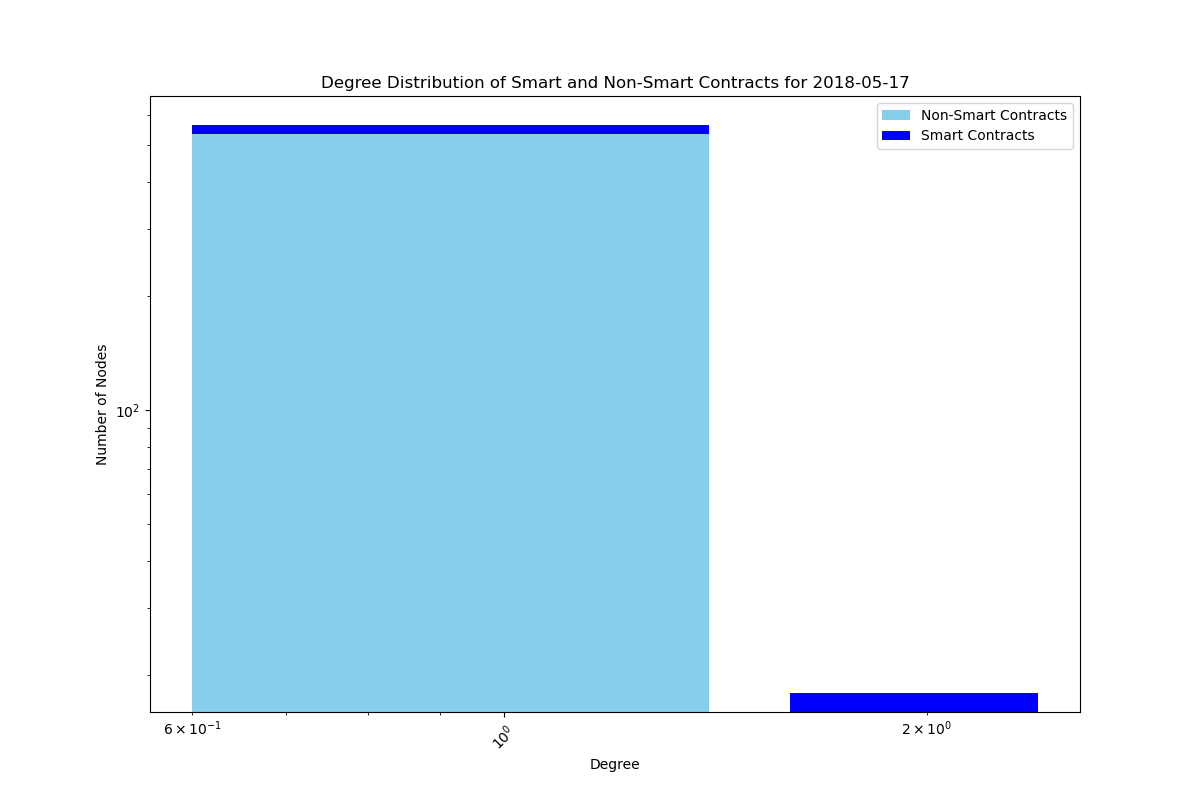 Degree Distribution of Smart and Non-Smart Contracts for 2018-05-17
Non-Smart Contracts
Smart Contracts
Number of Nodes
10²
6 × 10⁻¹
10⁰
2 × 10⁰
Degree